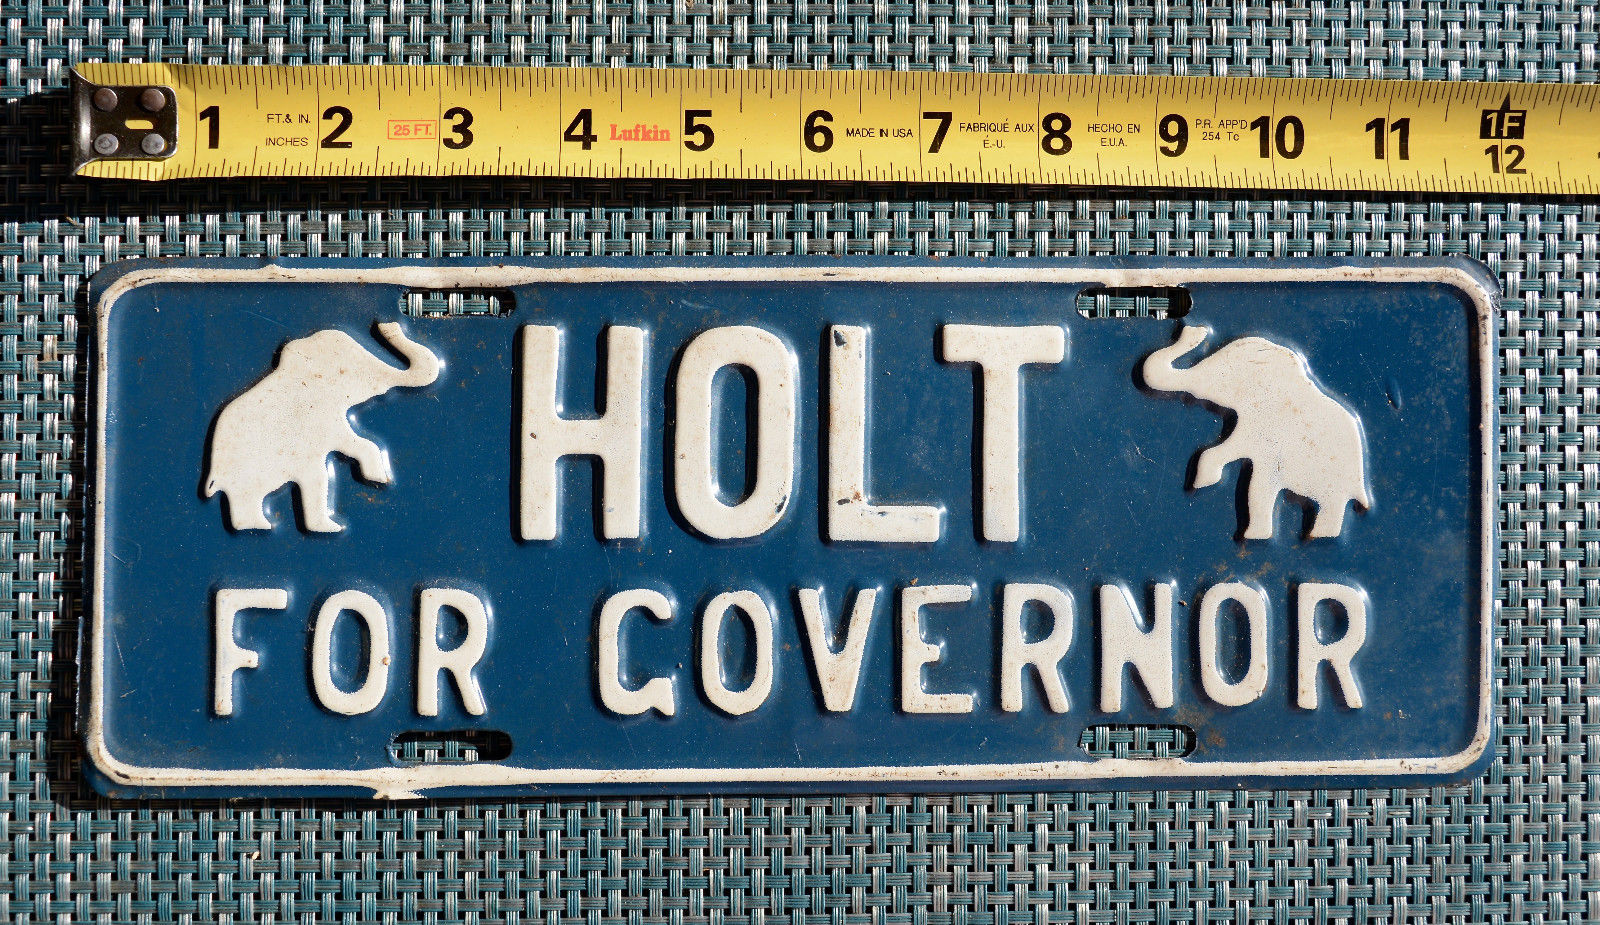 1 FT.& IN. INCHES 2 25 FT. 3 4 Lufkin 5 6 MADE IN USA 7 FABRIQUÉ AUX É.-U. 8 HECHO EN E.U.A. 9 P.R. APP'D 254 Tc 10 11 1F 12
HOLT
FOR GOVERNOR